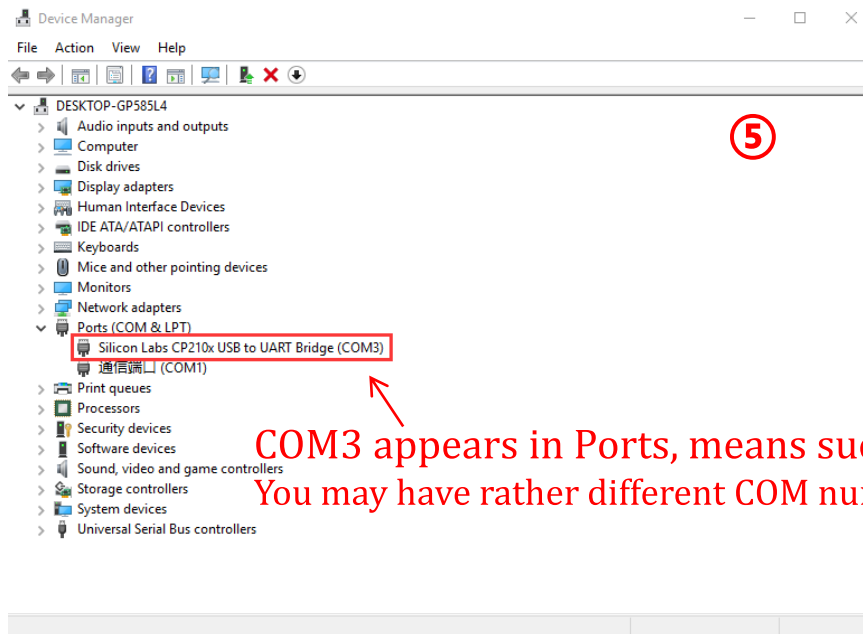 Device Manager
File Action View Help
DESKTOP-GP585L4
⑤
Audio inputs and outputs
Computer
Disk drives
Display adapters
Human Interface Devices
IDE ATA/ATAPI controllers
Keyboards
Mice and other pointing devices
Monitors
Network adapters
Ports (COM & LPT)
Silicon Labs CP210x USB to UART Bridge (COM3)
通信端口 (COM1)
Print queues
Processors
Security devices
Software devices
Sound, video and game controllers
Storage controllers
System devices
Universal Serial Bus controllers
COM3 appears in Ports, means
You may have rather different COM